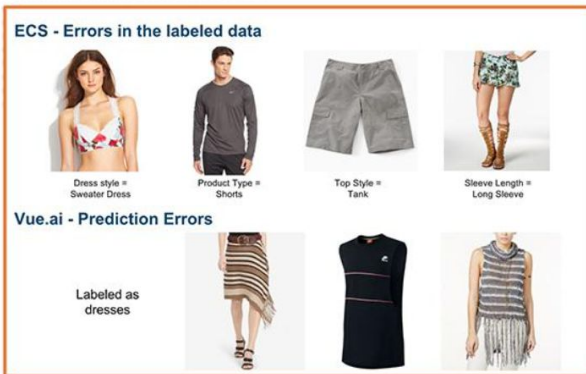 ECS - Errors in the labeled data
Dress style =
Sweater Dress
Product Type =
Shorts
Top Style =
Tank
Sleeve Length =
Long Sleeve
Vue.ai - Prediction Errors
Labeled as
dresses